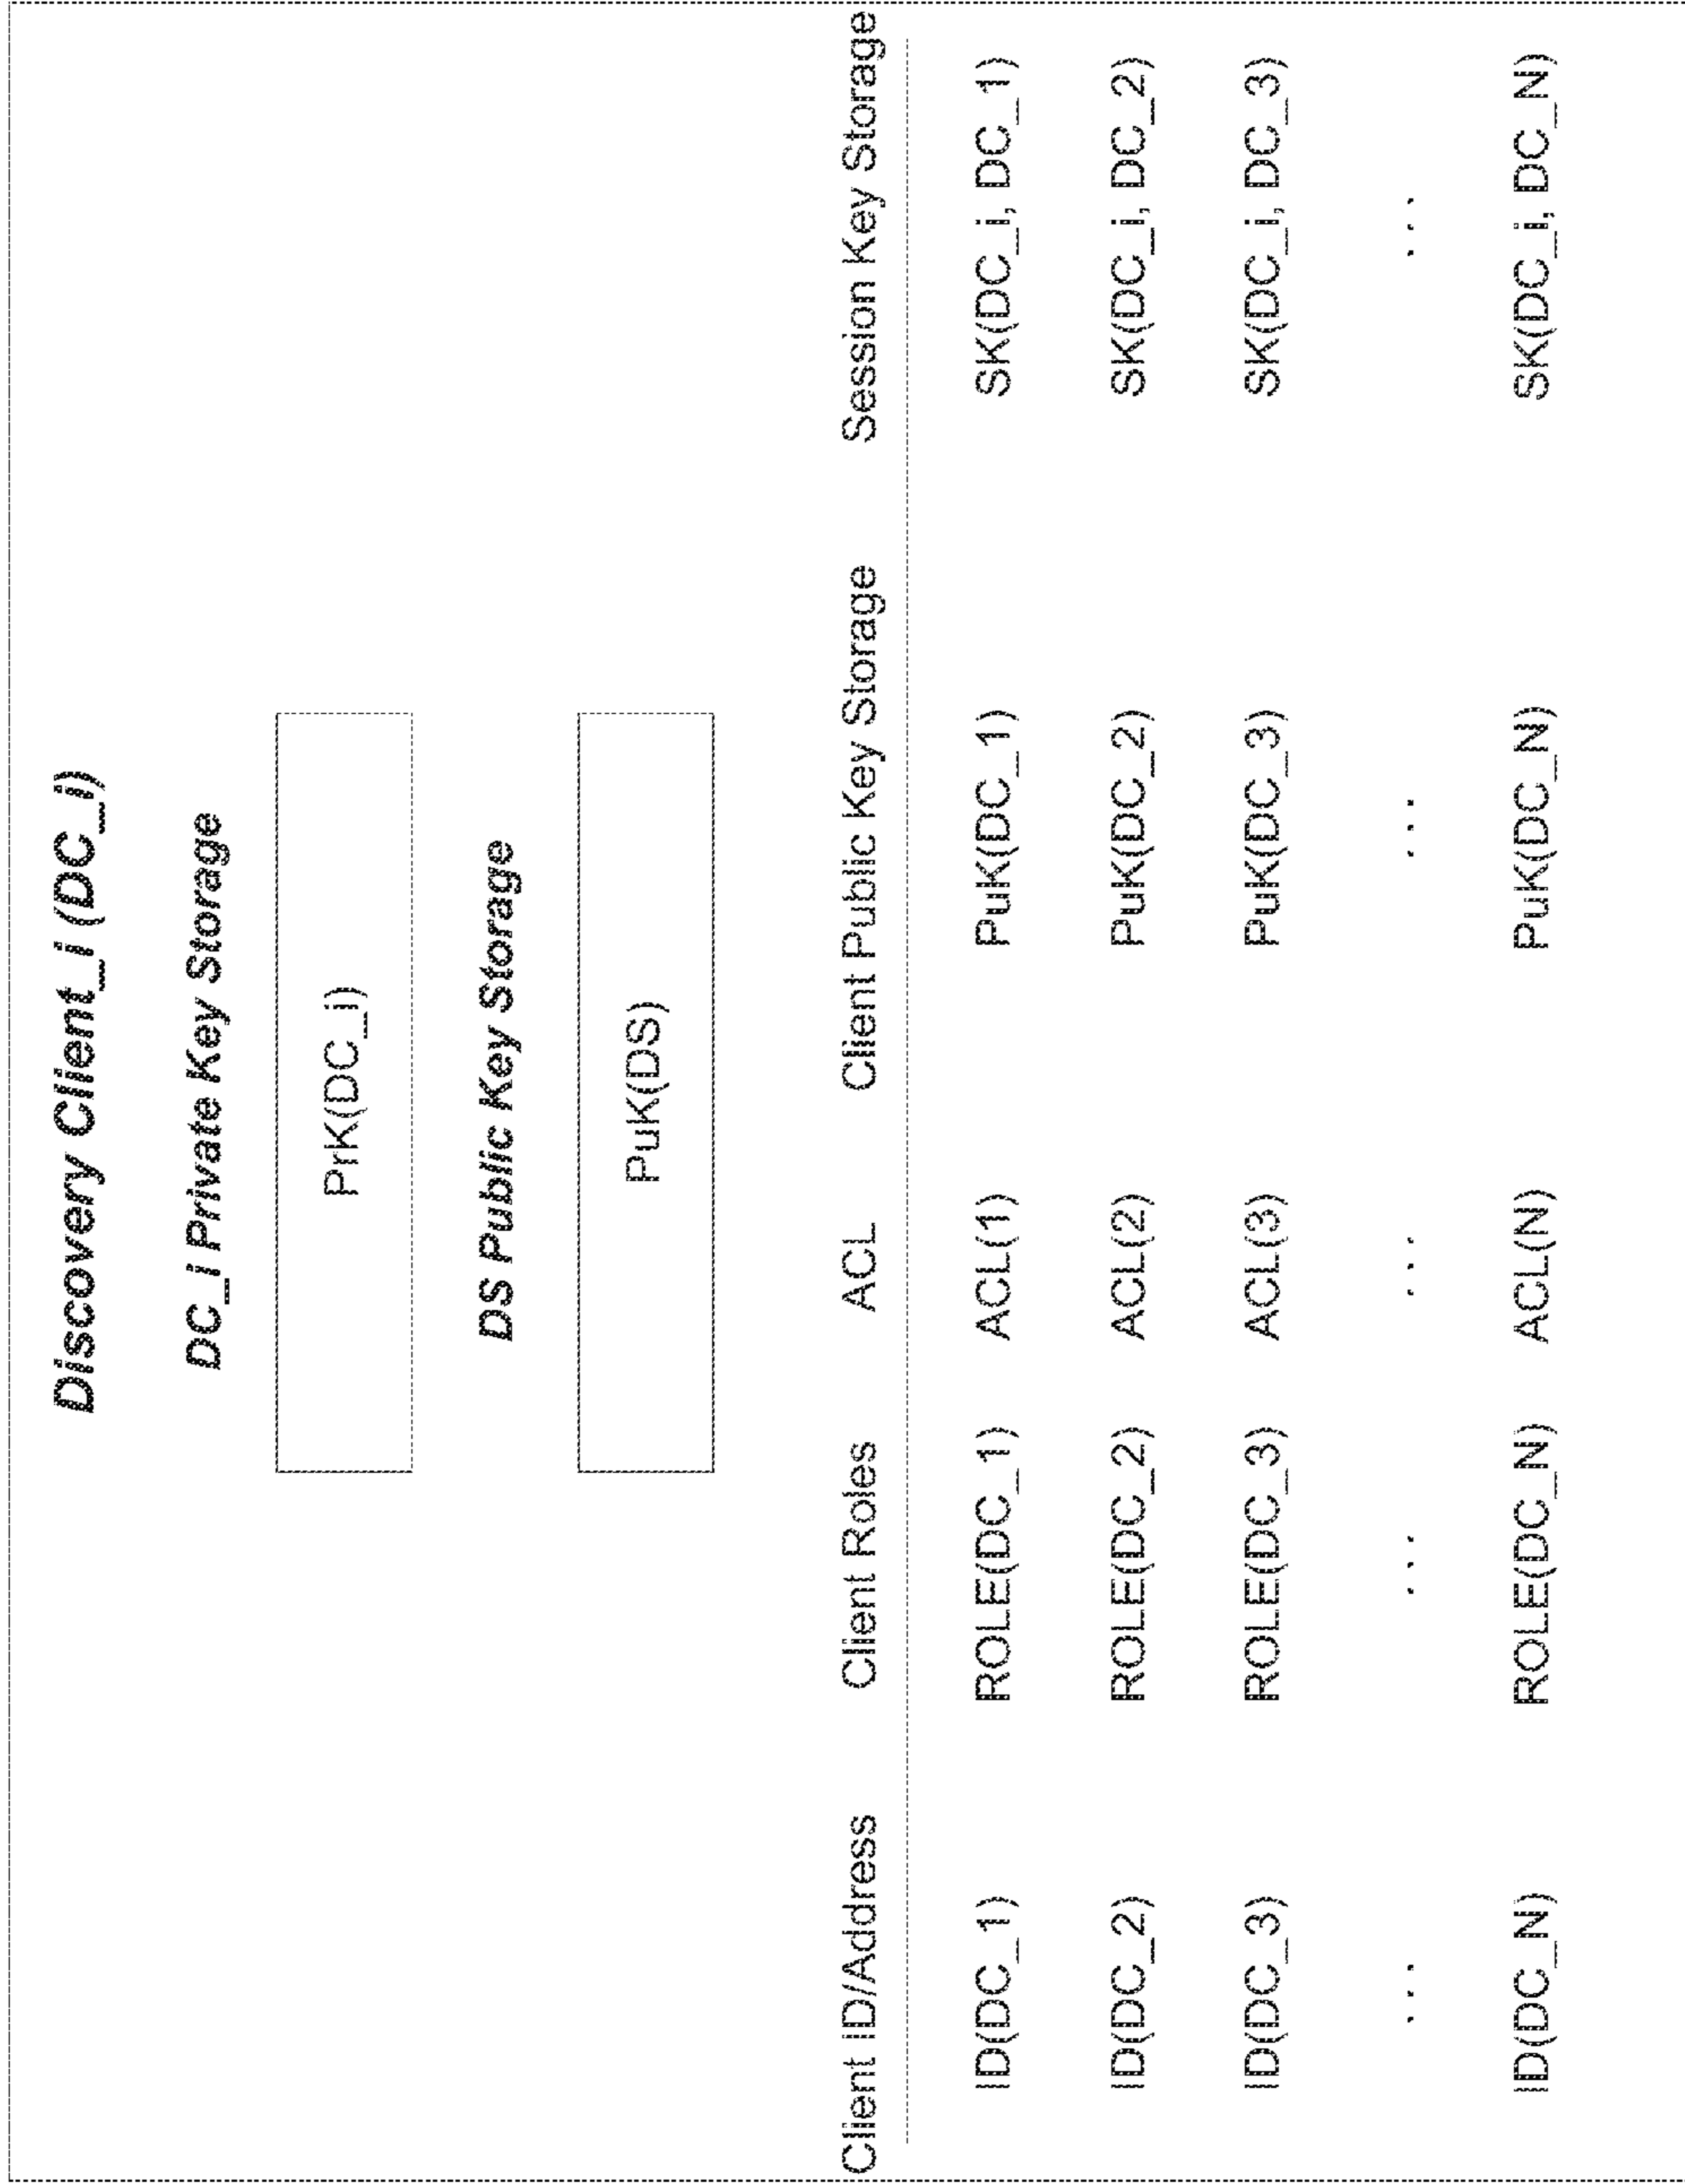 Discovery Client_i (DC_i)
DC_i Private Key Storage
PrK(DC_i)
DS Public Key Storage
PuK(DS)
Client ID/Address Client Roles ACL Client Public Key Storage Session Key Storage
ID(DC_1) ROLE(DC_1) ACL(1) PuK(DC_1) SK(DC_i, DC_1)
ID(DC_2) ROLE(DC_2) ACL(2) PuK(DC_2) SK(DC_i, DC_2)
ID(DC_3) ROLE(DC_3) ACL(3) PuK(DC_3) SK(DC_i, DC_3)
... ... ... ... ...
ID(DC_N) ROLE(DC_N) ACL(N) PuK(DC_N) SK(DC_i, DC_N)